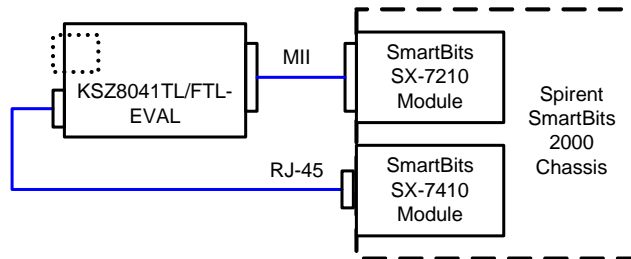 KSZ8041TL/FTL-
EVAL
MII
SmartBits
SX-7210
Module
Spirent
SmartBits
2000
Chassis
RJ-45
SmartBits
SX-7410
Module